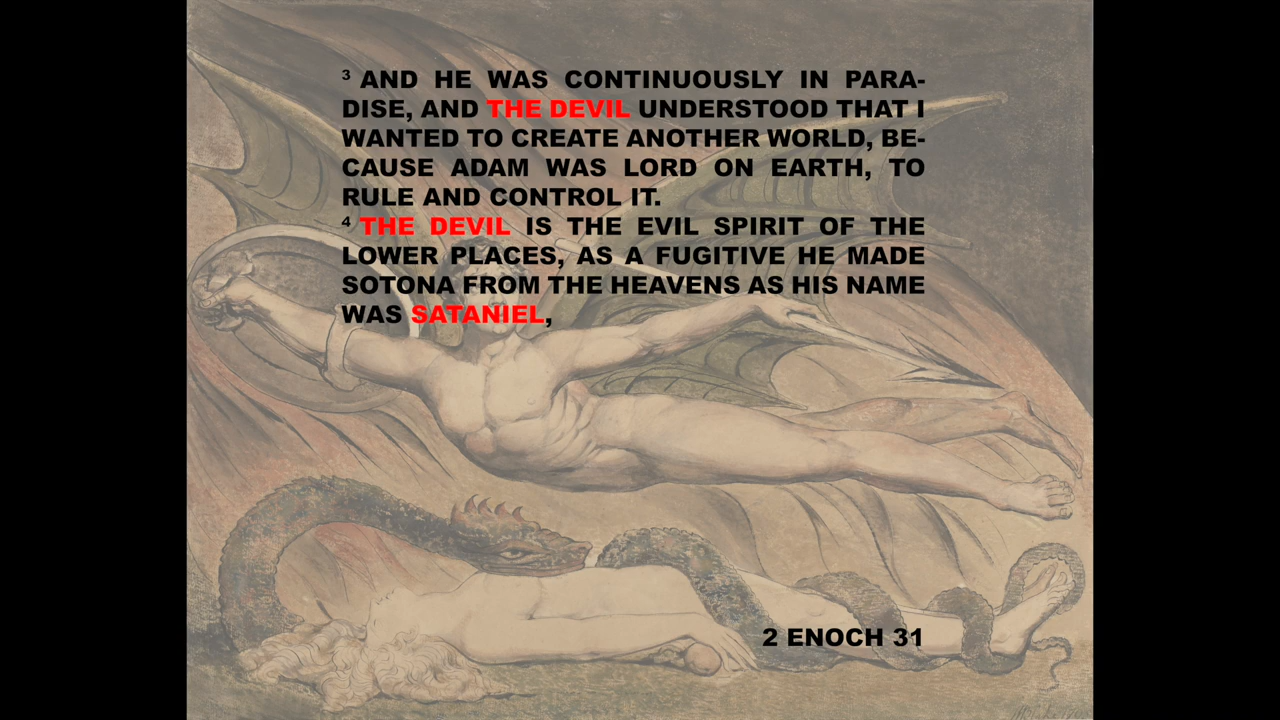 ³ AND HE WAS CONTINUOUSLY IN PARA-
DISE, AND THE DEVIL UNDERSTOOD THAT I
WANTED TO CREATE ANOTHER WORLD, BE-
CAUSE ADAM WAS LORD ON EARTH, TO
RULE AND CONTROL IT.
⁴ THE DEVIL IS THE EVIL SPIRIT OF THE
LOWER PLACES, AS A FUGITIVE HE MADE
SOTONA FROM THE HEAVENS AS HIS NAME
WAS SATANIEL,
2 ENOCH 31